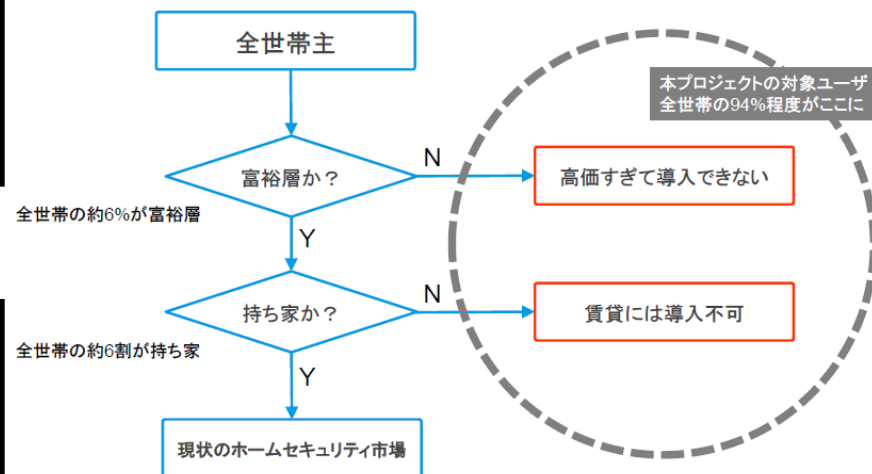 全世帯主
本プロジェクトの対象ユーザ
全世帯の94%程度がここに
富裕層か？
N
高価すぎて導入できない
全世帯の約6%が富裕層
Y
持ち家か？
N
賃貸には導入不可
全世帯の約6割が持ち家
Y
現状のホームセキュリティ市場